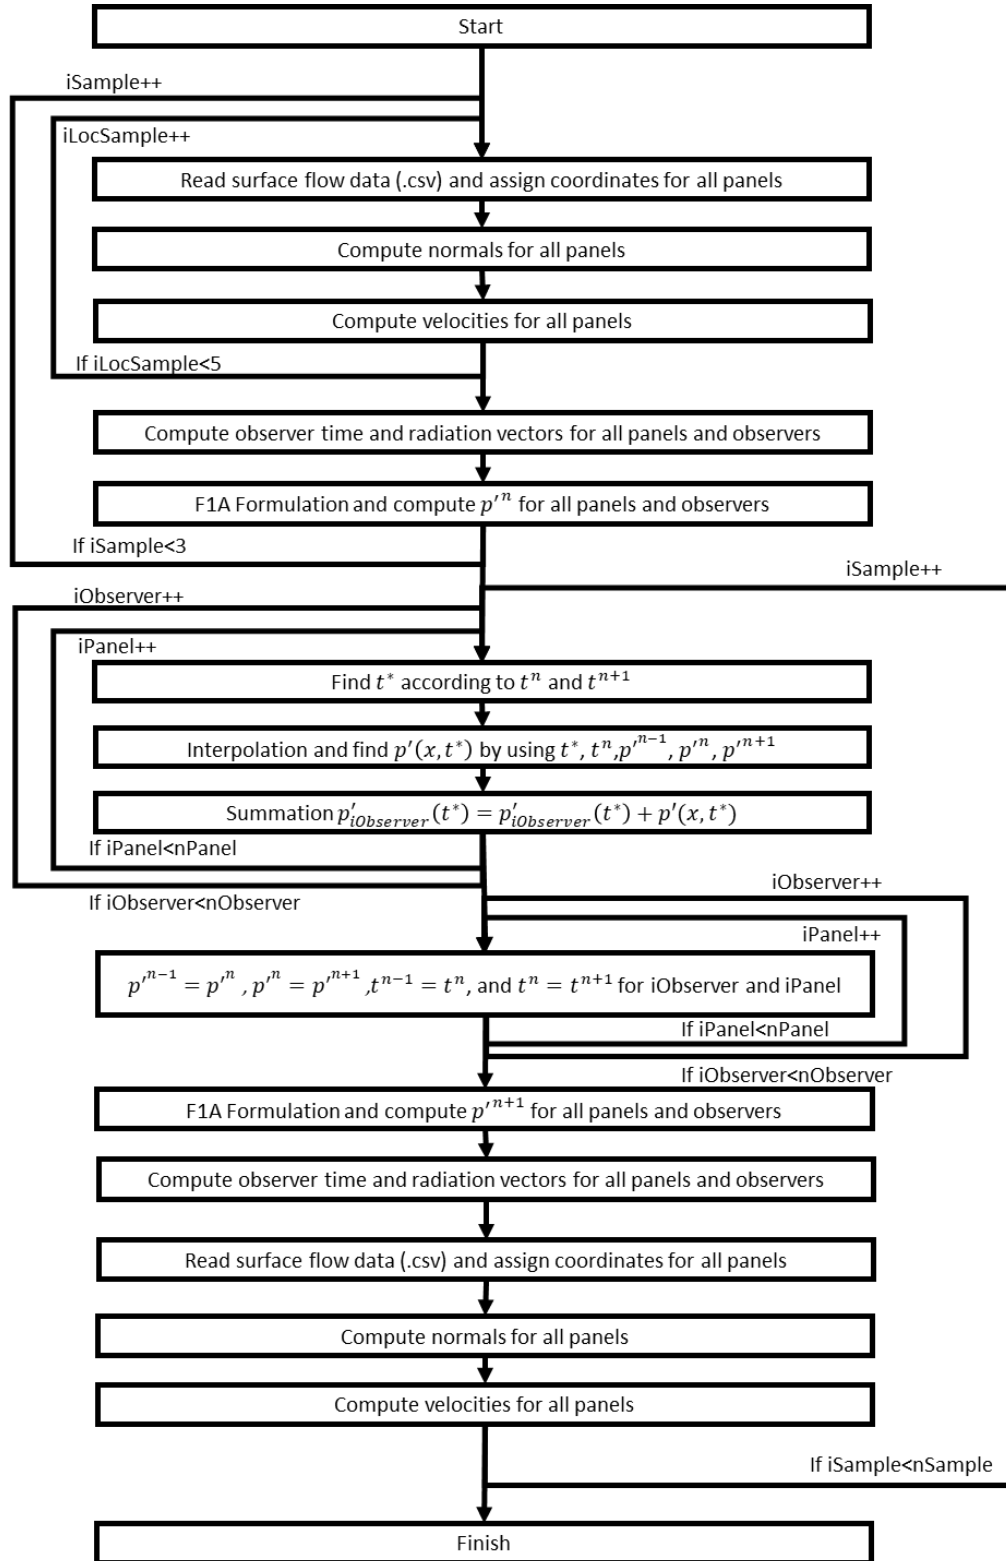 Start
iSample++
iLocSample++
Read surface flow data (.csv) and assign coordinates for all panels
Compute normals for all panels
Compute velocities for all panels
If iLocSample<5
Compute observer time and radiation vectors for all panels and observers
F1A Formulation and compute p′ⁿ for all panels and observers
If iSample<3
iSample++
iObserver++
iPanel++
Find t* according to tⁿ and tⁿ⁺¹
Interpolation and find p′(x, t*) by using t*, tⁿ,p′ⁿ⁻¹, p′ⁿ, p′ⁿ⁺¹
Summation p′_iObserver(t*) = p′_iObserver(t*) + p′(x, t*)
If iPanel<nPanel
If iObserver<nObserver
iObserver++
iPanel++
p′ⁿ⁻¹ = p′ⁿ , p′ⁿ = p′ⁿ⁺¹ ,tⁿ⁻¹ = tⁿ, and tⁿ = tⁿ⁺¹ for iObserver and iPanel
If iPanel<nPanel
If iObserver<nObserver
F1A Formulation and compute p′ⁿ⁺¹ for all panels and observers
Compute observer time and radiation vectors for all panels and observers
Read surface flow data (.csv) and assign coordinates for all panels
Compute normals for all panels
Compute velocities for all panels
If iSample<nSample
Finish